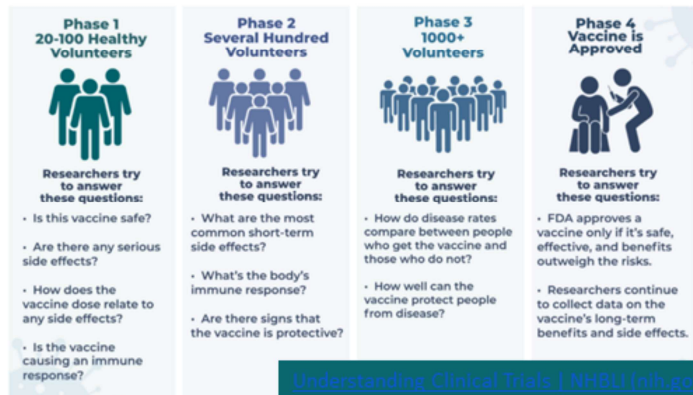 Phase 1
20-100 Healthy
Volunteers
Researchers try
to answer
these questions:
• Is this vaccine safe?
• Are there any serious
side effects?
• How does the
vaccine dose relate to
any side effects?
• Is the vaccine
causing an immune
response?
Phase 2
Several Hundred
Volunteers
Researchers try
to answer
these questions:
• What are the most
common short-term
side effects?
• What's the body's
immune response?
• Are there signs that
the vaccine is protective?
Phase 3
1000+
Volunteers
Researchers try
to answer
these questions:
• How do disease rates
compare between people
who get the vaccine and
those who do not?
• How well can the
vaccine protect people
from disease?
Phase 4
Vaccine is
Approved
Researchers try
to answer
these questions:
• FDA approves a
vaccine only if it's safe,
effective, and benefits
outweigh the risks.
• Researchers continue
to collect data on the
vaccine's long-term
benefits and side effects.
Understanding Clinical Trials | NHBLI (nih.go